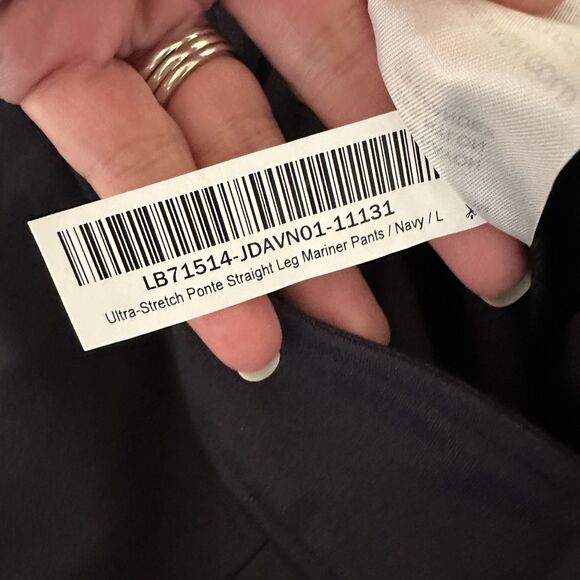 LB71514-JDAVN01-11131
Ultra-Stretch Ponte Straight Leg Mariner Pants / Navy / L